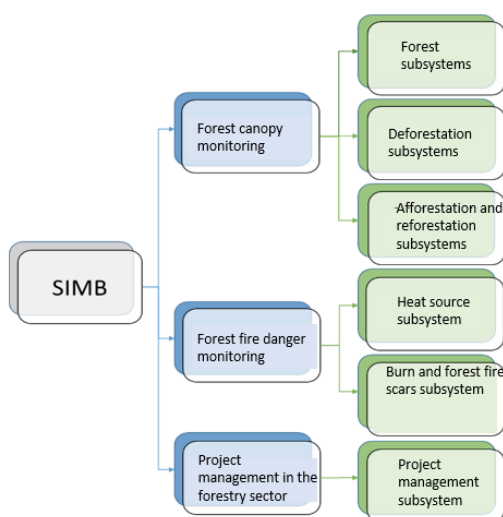 SIMB
Forest canopy
monitoring
Forest
subsystems
Deforestation
subsystems
-Afforestation and
reforestation
subsystems
Forest fire danger
monitoring
Heat source
subsystem
Burn and forest fire
scars subsystem
Project
management in the
forestry sector
Project
management
subsystem